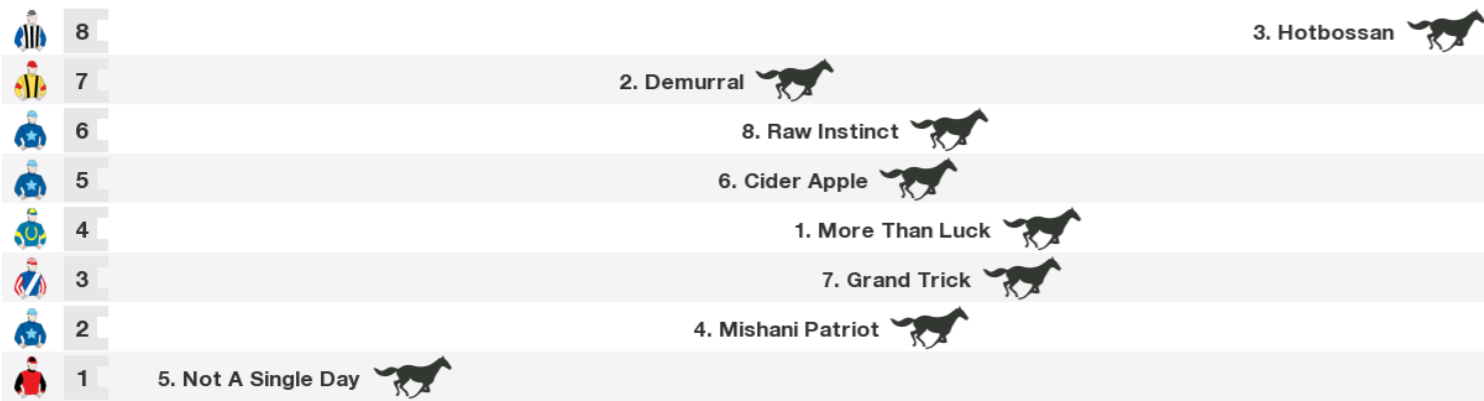 8 3. Hotbossan
7 2. Demurral
6 8. Raw Instinct
5 6. Cider Apple
4 1. More Than Luck
3 7. Grand Trick
2 4. Mishani Patriot
1 5. Not A Single Day